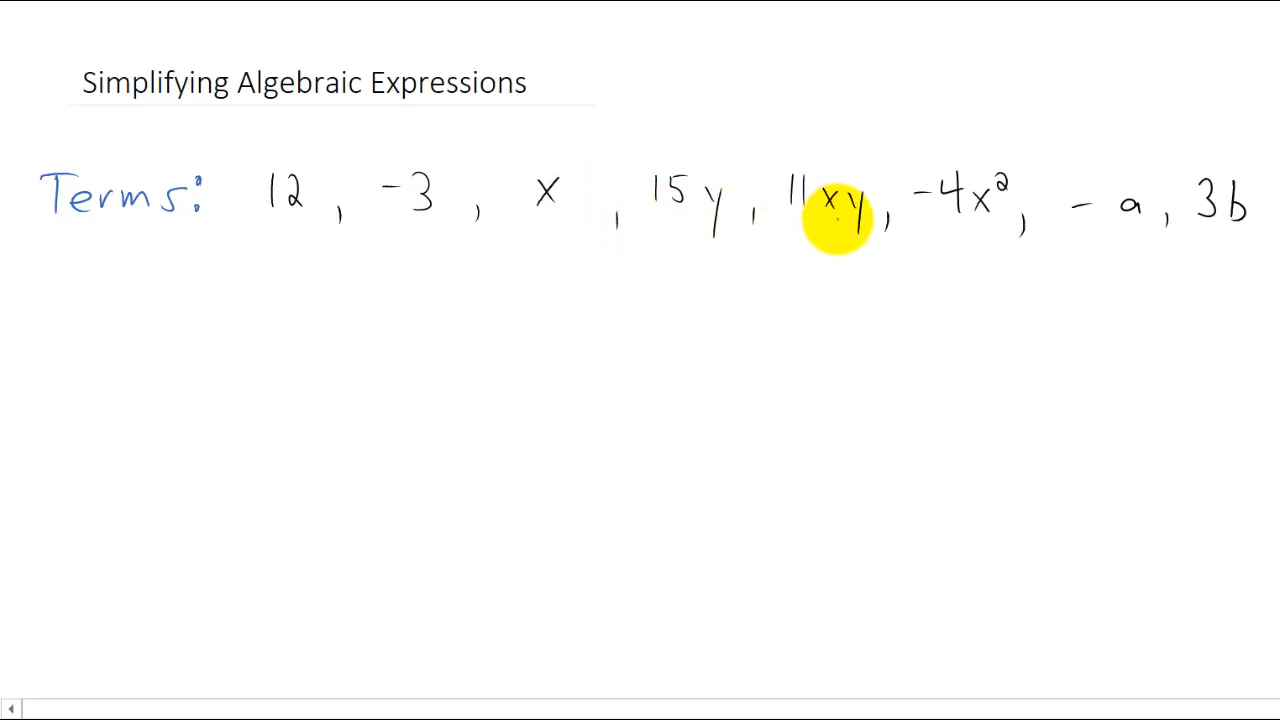 Simplifying Algebraic Expressions
Terms: 12 , -3 , x , 15y , 11xy , -4x² , -a , 3b